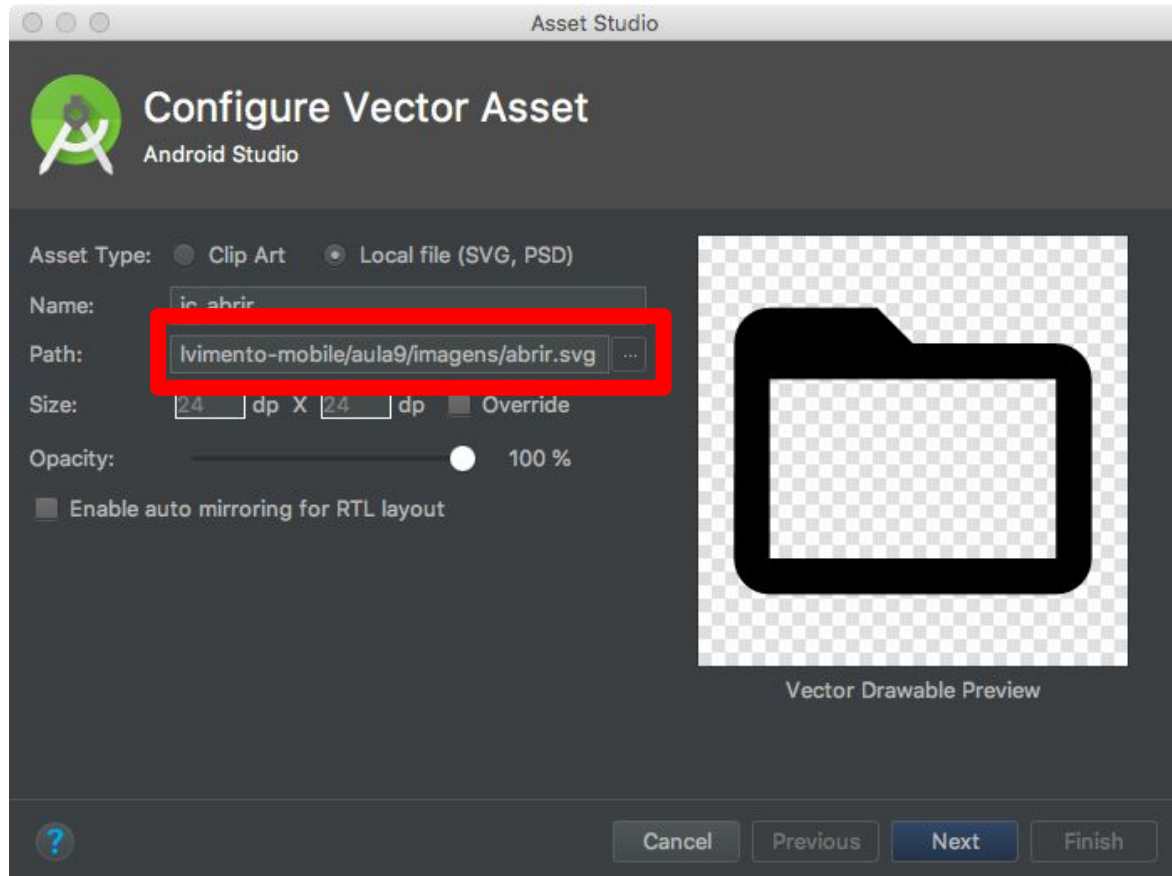 Asset Studio
Configure Vector Asset
Android Studio
Asset Type: Clip Art Local file (SVG, PSD)
Name: ic_abrir
Path: lvimento-mobile/aula9/imagens/abrir.svg ...
Size: 24 dp X 24 dp Override
Opacity: 100 %
Enable auto mirroring for RTL layout
Vector Drawable Preview
? Cancel Previous Next Finish